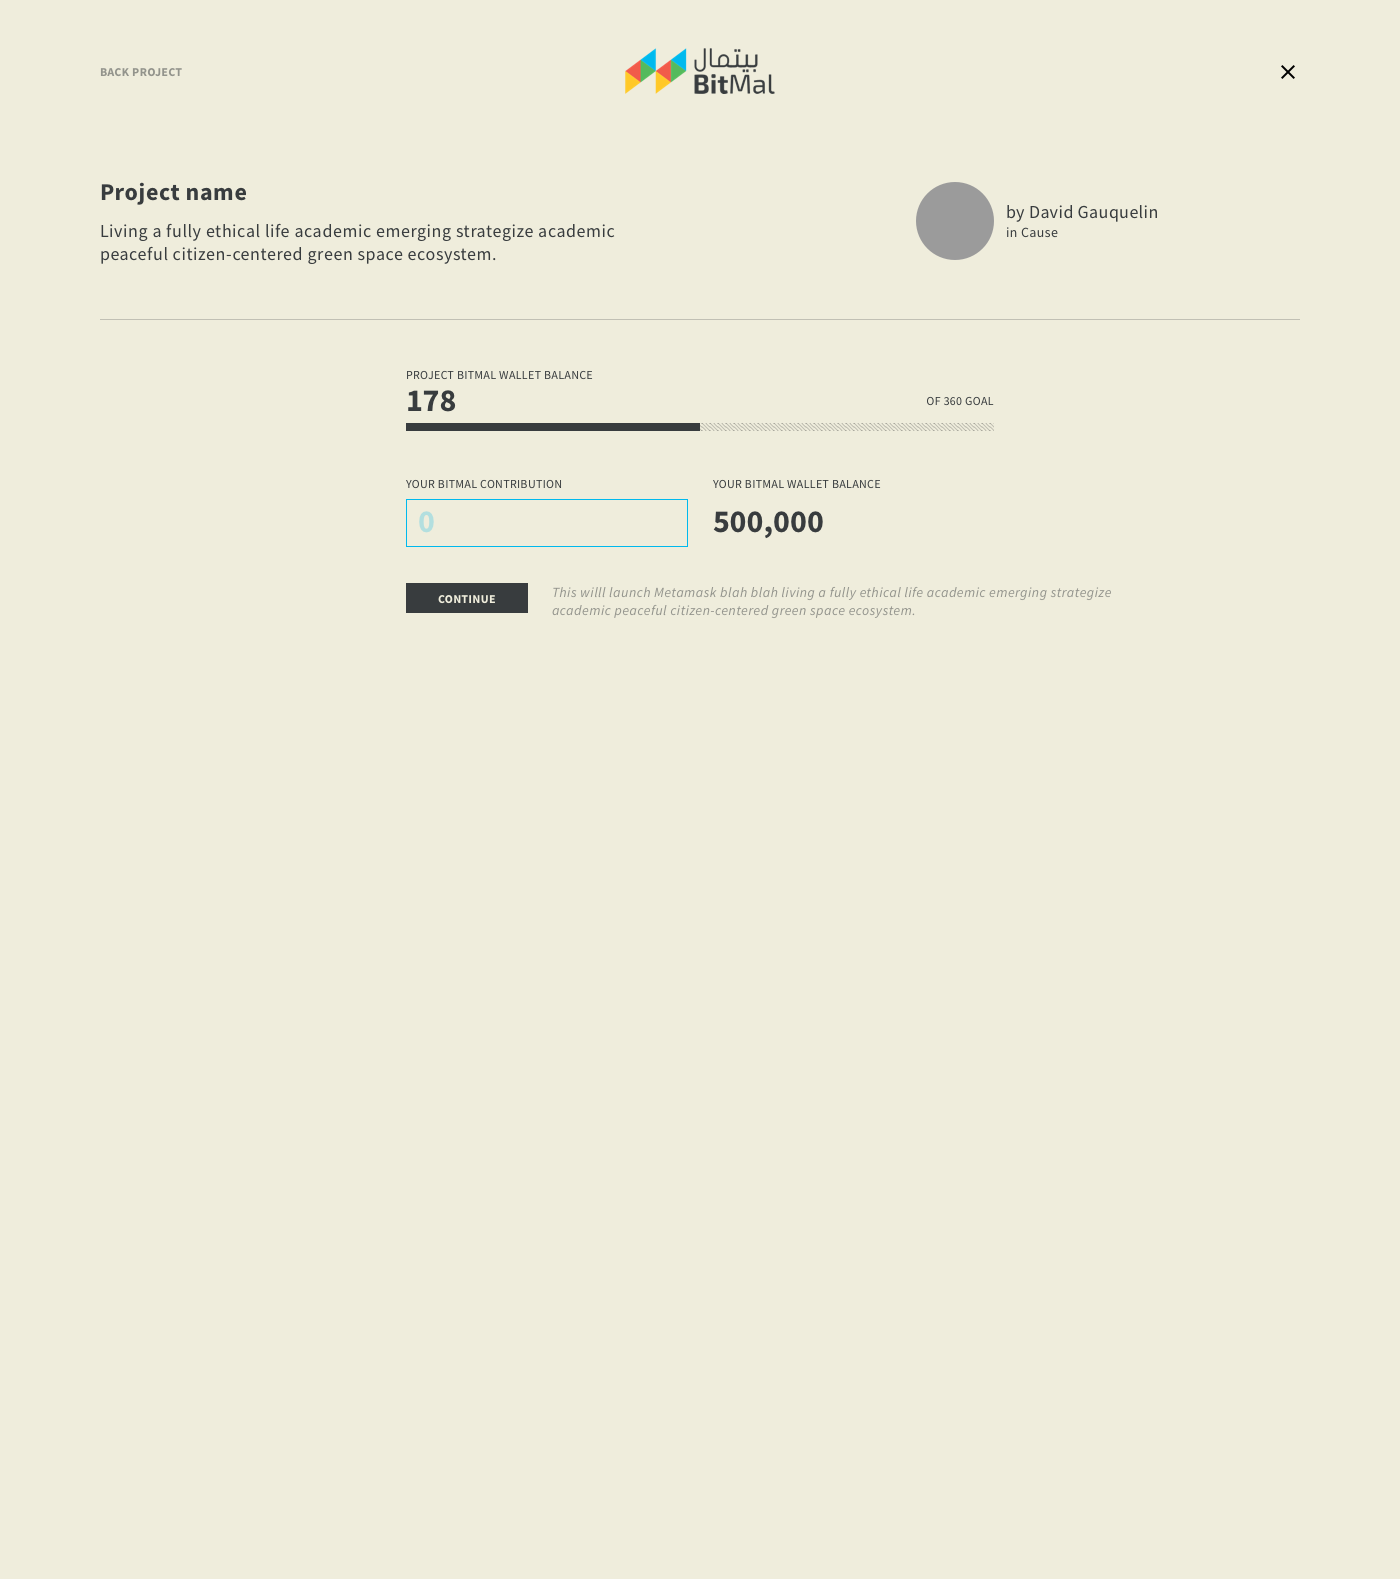 BACK PROJECT
بيتمال
BitMal
Project name
Living a fully ethical life academic emerging strategize academic
peaceful citizen-centered green space ecosystem.
by David Gauquelin
in Cause
PROJECT BITMAL WALLET BALANCE
178
OF 360 GOAL
YOUR BITMAL CONTRIBUTION
0
YOUR BITMAL WALLET BALANCE
500,000
CONTINUE
This willl launch Metamask blah blah living a fully ethical life academic emerging strategize
academic peaceful citizen-centered green space ecosystem.